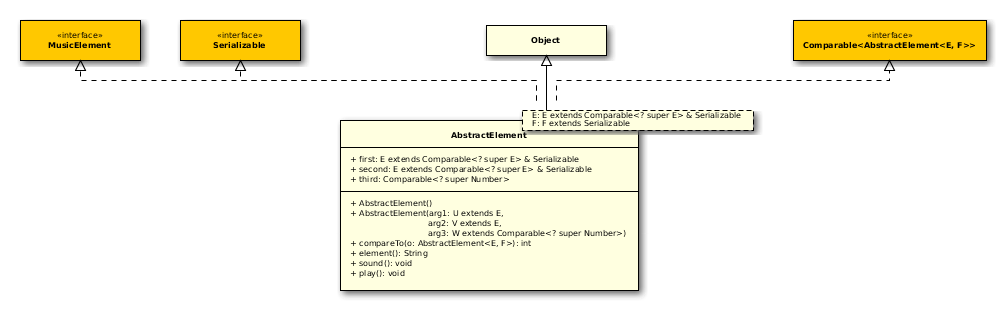 «interface»
MusicElement
«interface»
Serializable
Object
«interface»
Comparable<AbstractElement<E, F>>
E: E extends Comparable<? super E> & Serializable
F: F extends Serializable
AbstractElement
+ first: E extends Comparable<? super E> & Serializable
+ second: E extends Comparable<? super E> & Serializable
+ third: Comparable<? super Number>
+ AbstractElement()
+ AbstractElement(arg1: U extends E,
arg2: V extends E,
arg3: W extends Comparable<? super Number>)
+ compareTo(o: AbstractElement<E, F>): int
+ element(): String
+ sound(): void
+ play(): void